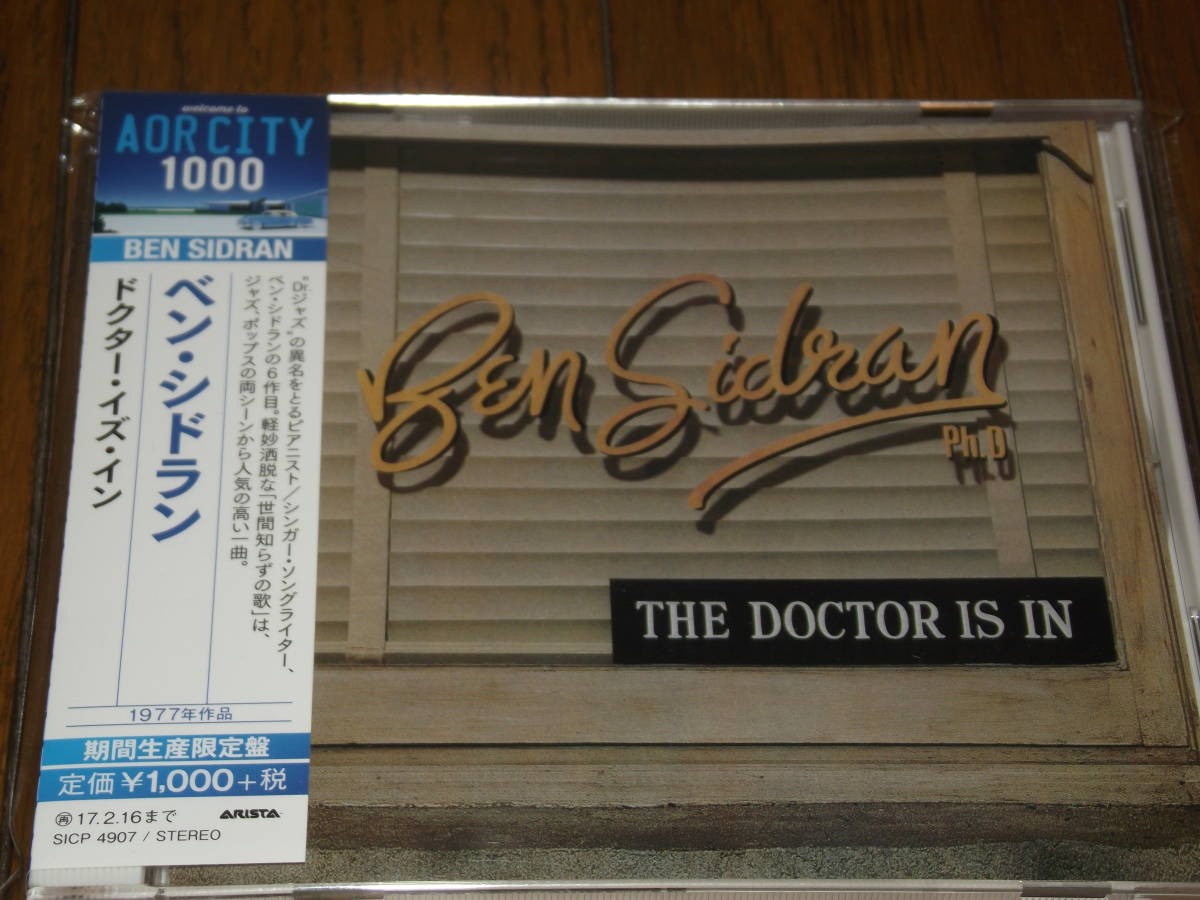 welcome to
AOR CITY
1000
BEN SIDRAN
"Dr.ジャズ"の異名をとるピアニスト/シンガー・ソングライター、
ベン・シドランの6作目。軽妙洒脱な「世間知らずの歌」は、
ジャズ、ポップスの両シーンから人気の高い一曲。
ベン・シドラン
ドクター・イズ・イン
1977年作品
期間生産限定盤
定価¥1,000+税
再17.2.16まで
ARISTA
SICP 4907 / STEREO
Ben Sidran
Ph.D
THE DOCTOR IS IN